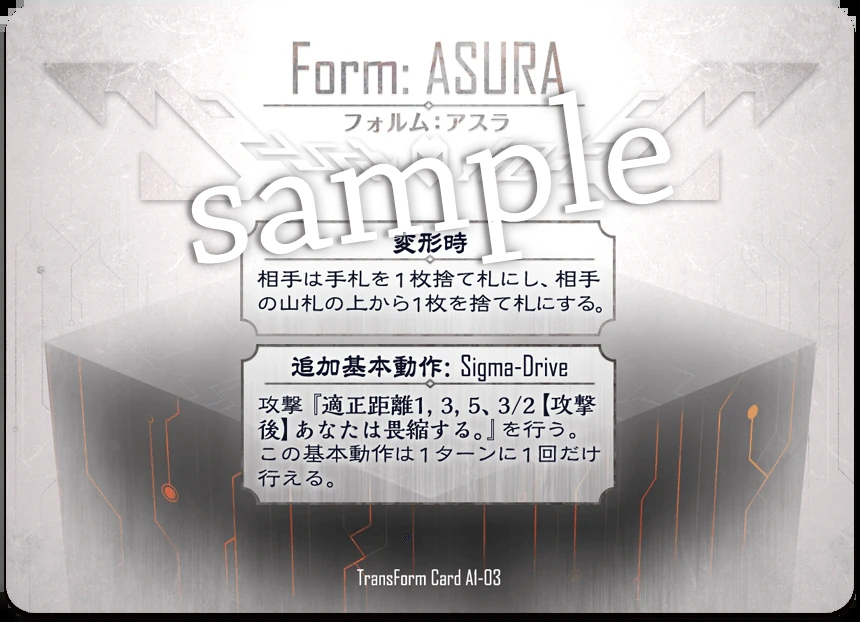 Form: ASURA
フォルム：アスラ
sample
変形時
相手は手札を1枚捨て札にし、相手
の山札の上から1枚を捨て札にする。
追加基本動作: Sigma-Drive
攻撃『適正距離1, 3, 5、3/2【攻撃
後】あなたは畏縮する。』を行う。
この基本動作は1ターンに1回だけ
行える。
TransForm Card A1-03